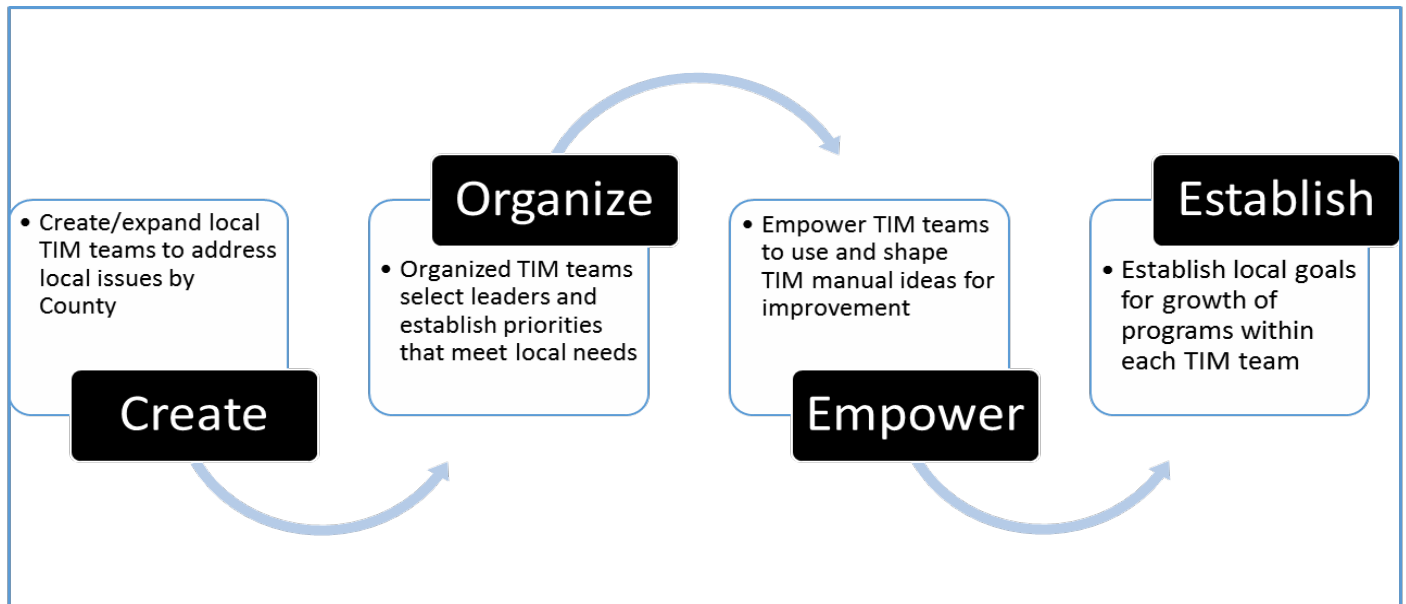 • Create/expand local
TIM teams to address
local issues by
County
Create
Organize
• Organized TIM teams
select leaders and
establish priorities
that meet local needs
• Empower TIM teams
to use and shape
TIM manual ideas for
improvement
Empower
Establish
• Establish local goals
for growth of
programs within
each TIM team